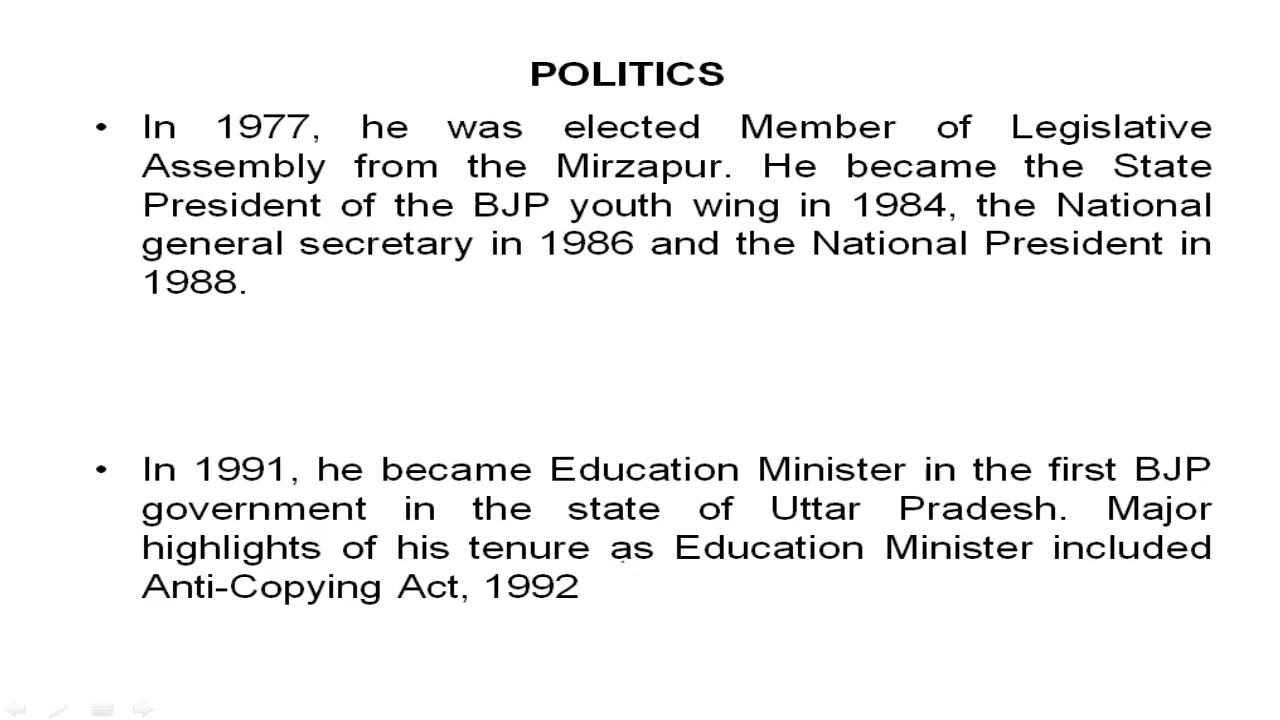 POLITICS
• In 1977, he was elected Member of Legislative
Assembly from the Mirzapur. He became the State
President of the BJP youth wing in 1984, the National
general secretary in 1986 and the National President in
1988.
• In 1991, he became Education Minister in the first BJP
government in the state of Uttar Pradesh. Major
highlights of his tenure as Education Minister included
Anti-Copying Act, 1992